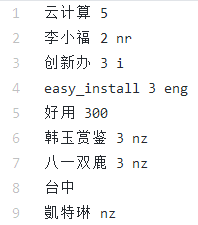 1 云计算 5
2 李小福 2 nr
3 创新办 3 i
4 easy_install 3 eng
5 好用 300
6 韩玉赏鉴 3 nz
7 八一双鹿 3 nz
8 台中
9 凱特琳 nz